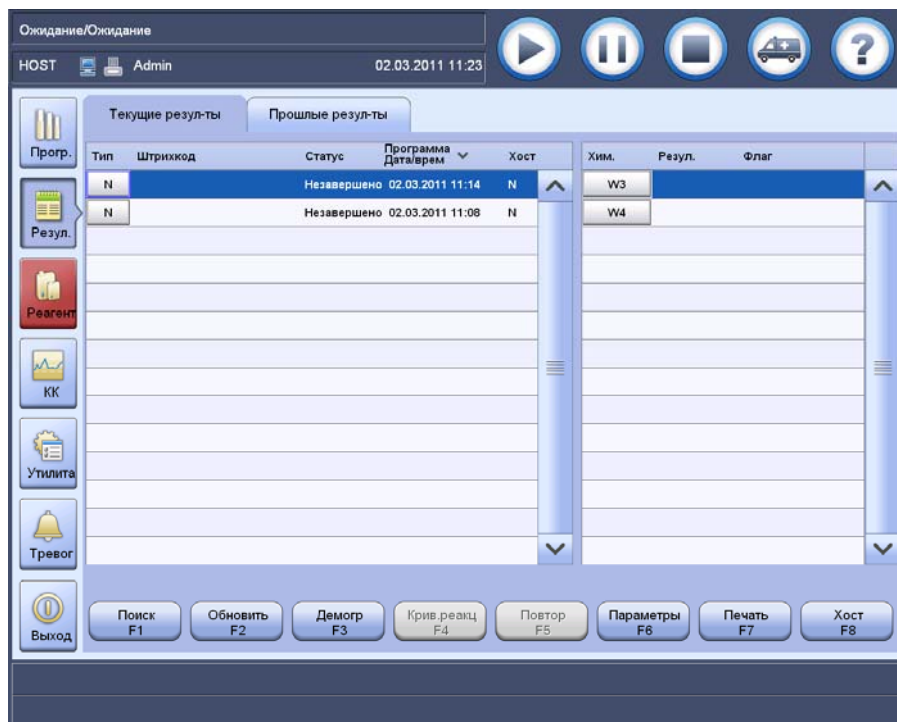 Ожидание/Ожидание
HOST Admin 02.03.2011 11:23
?
Текущие резул-ты Прошлые резул-ты
Прогр.
Резул.
Реагент
КК
Утилита
Тревог
Выход
Тип Штрихкод Статус Программа Дата/врем Хост
N Незавершено 02.03.2011 11:14 N
N Незавершено 02.03.2011 11:08 N
Хим. Резул. Флаг
W3
W4
Поиск F1
Обновить F2
Демогр F3
Крив.реакц F4
Повтор F5
Параметры F6
Печать F7
Хост F8